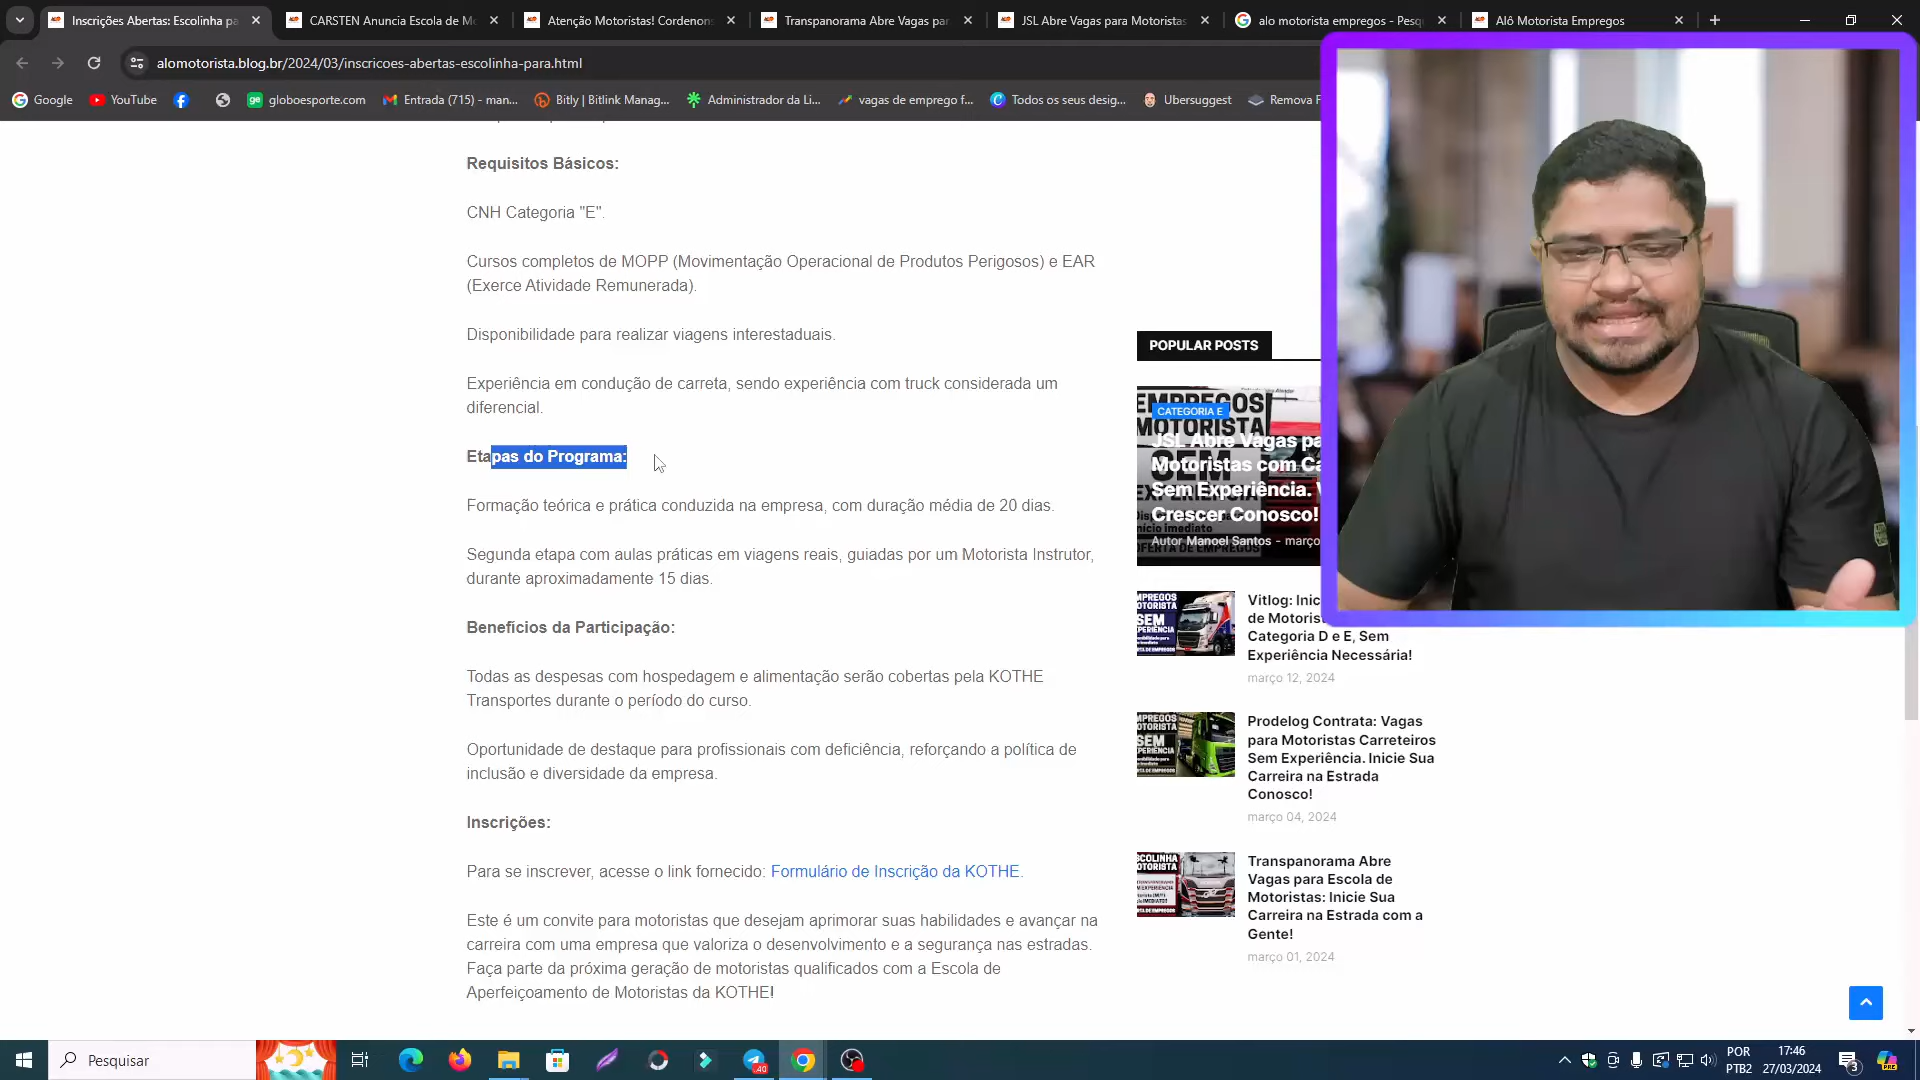 Inscrições Abertas: Escolinha pa
CARSTEN Anuncia Escola de Mo
Atenção Motoristas! Cordenons
Transpanorama Abre Vagas par
JSL Abre Vagas para Motoristas
alo motorista empregos - Pesq
Alô Motorista Empregos
alomotorista.blog.br/2024/03/inscricoes-abertas-escolinha-para.html
Google
YouTube
globoesporte.com
Entrada (715) - man...
Bitly | Bitlink Manag...
Administrador da Li...
vagas de emprego f...
Todos os seus desig...
Ubersuggest
Remova F
Requisitos Básicos:
CNH Categoria "E".
Cursos completos de MOPP (Movimentação Operacional de Produtos Perigosos) e EAR
(Exerce Atividade Remunerada).
Disponibilidade para realizar viagens interestaduais.
Experiência em condução de carreta, sendo experiência com truck considerada um
diferencial.
Etapas do Programa:
Formação teórica e prática conduzida na empresa, com duração média de 20 dias.
Segunda etapa com aulas práticas em viagens reais, guiadas por um Motorista Instrutor,
durante aproximadamente 15 dias.
Benefícios da Participação:
Todas as despesas com hospedagem e alimentação serão cobertas pela KOTHE
Transportes durante o período do curso.
Oportunidade de destaque para profissionais com deficiência, reforçando a política de
inclusão e diversidade da empresa.
Inscrições:
Para se inscrever, acesse o link fornecido: Formulário de Inscrição da KOTHE.
Este é um convite para motoristas que desejam aprimorar suas habilidades e avançar na
carreira com uma empresa que valoriza o desenvolvimento e a segurança nas estradas.
Faça parte da próxima geração de motoristas qualificados com a Escola de
Aperfeiçoamento de Motoristas da KOTHE!
POPULAR POSTS
EMPREGOS
CATEGORIA E
MOTORISTA
JSL Abre Vagas pa
Motoristas com Ca
Sem Experiência. V
Crescer Conosco!
Autor Manoel Santos - março
OFERTA DE EMPREGOS
Vitlog: Inic
de Motorist
Categoria D e E, Sem
Experiência Necessária!
março 12, 2024
Prodelog Contrata: Vagas
para Motoristas Carreteiros
Sem Experiência. Inicie Sua
Carreira na Estrada
Conosco!
março 04, 2024
Transpanorama Abre
Vagas para Escola de
Motoristas: Inicie Sua
Carreira na Estrada com a
Gente!
março 01, 2024
Pesquisar
40
POR
PTB2
17:46
27/03/2024
3